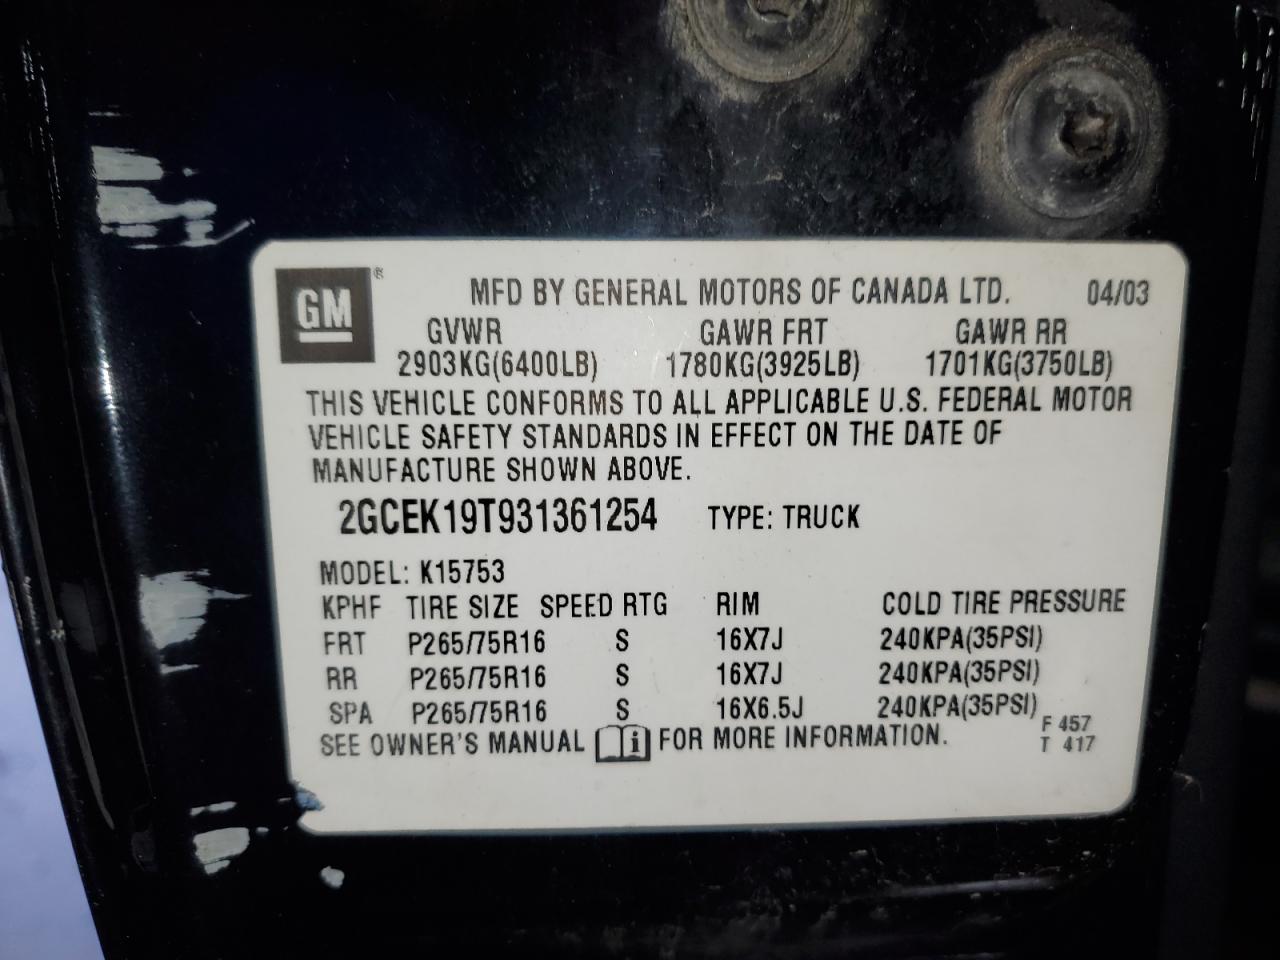 GM ®
MFD BY GENERAL MOTORS OF CANADA LTD. 04/03
GVWR GAWR FRT GAWR RR
2903KG(6400LB) 1780KG(3925LB) 1701KG(3750LB)
THIS VEHICLE CONFORMS TO ALL APPLICABLE U.S. FEDERAL MOTOR
VEHICLE SAFETY STANDARDS IN EFFECT ON THE DATE OF
MANUFACTURE SHOWN ABOVE.
2GCEK19T931361254 TYPE: TRUCK
MODEL: K15753
KPHF TIRE SIZE SPEED RTG RIM COLD TIRE PRESSURE
FRT P265/75R16 S 16X7J 240KPA(35PSI)
RR P265/75R16 S 16X7J 240KPA(35PSI)
SPA P265/75R16 S 16X6.5J 240KPA(35PSI)
SEE OWNER'S MANUAL i FOR MORE INFORMATION.
F 457
T 417